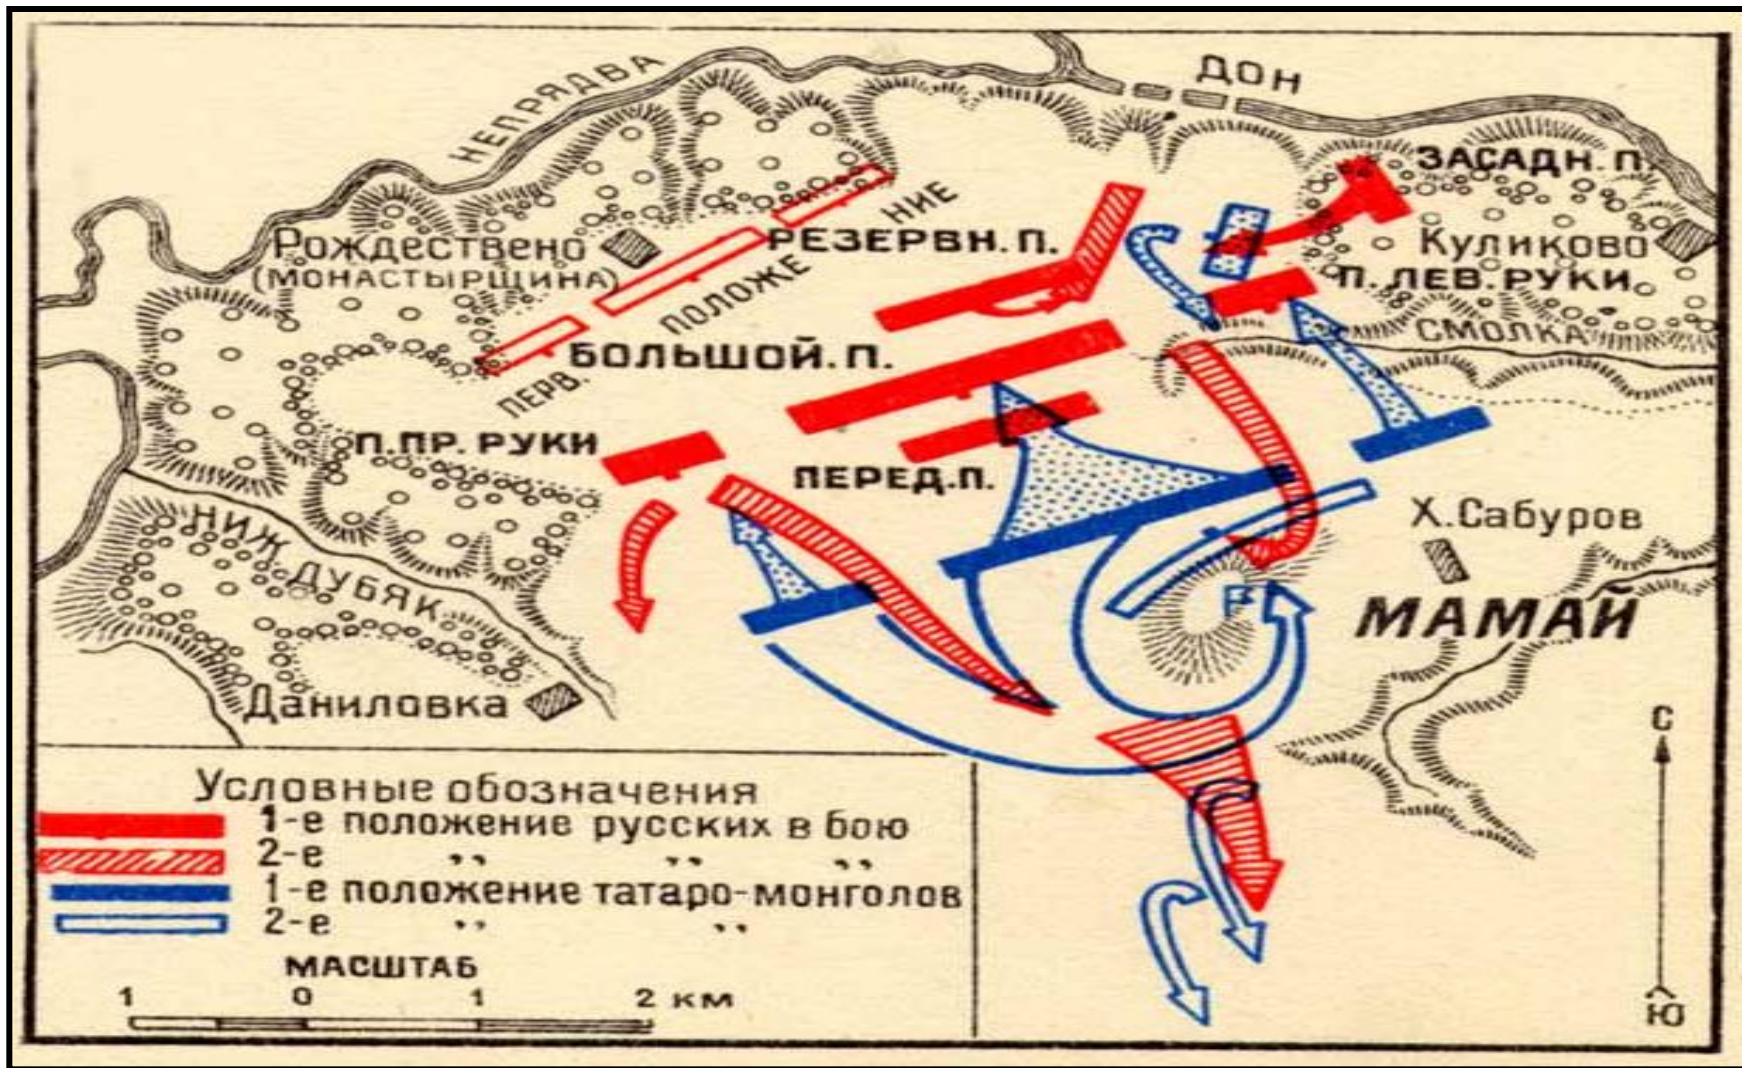 НЕПРЯДВА
ДОН
ЗАСАДН. П.
Рождествено
(МОНАСТЫРЩИНА)
РЕЗЕРВН. П.
Куликово
П. ЛЕВ. РУКИ
СМОЛКА
ПЕРВ. ПОЛОЖЕНИЕ
БОЛЬШОЙ. П.
П. ПР. РУКИ
ПЕРЕД. П.
Х. Сабуров
НИЖ ДУБЯК
МАМАЙ
Даниловка
С
Ю
Условные обозначения
1-е положение русских в бою
2-е " " "
1-е положение татаро-монголов
2-е " "
МАСШТАБ
1 0 1 2 км